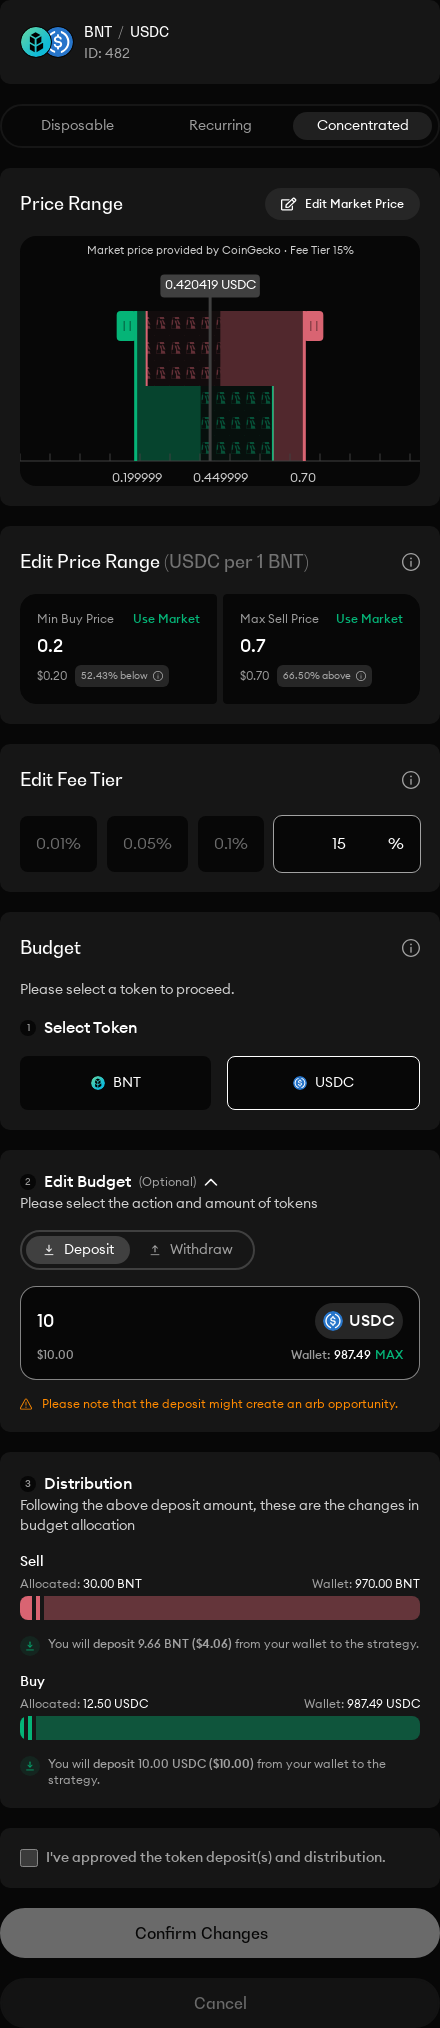 BNT / USDC
ID: 482
Disposable Recurring Concentrated
Price Range Edit Market Price
Market price provided by CoinGecko · Fee Tier 15%
0.420419 USDC
0.199999 0.449999 0.70
Edit Price Range (USDC per 1 BNT)
Min Buy Price Use Market
0.2
$0.20 52.43% below
Max Sell Price Use Market
0.7
$0.70 66.50% above
Edit Fee Tier
0.01% 0.05% 0.1% 15 %
Budget
Please select a token to proceed.
1 Select Token
BNT USDC
2 Edit Budget (Optional)
Please select the action and amount of tokens
Deposit Withdraw
10 USDC
$10.00 Wallet: 987.49 MAX
Please note that the deposit might create an arb opportunity.
3 Distribution
Following the above deposit amount, these are the changes in
budget allocation
Sell
Allocated: 30.00 BNT Wallet: 970.00 BNT
You will deposit 9.66 BNT ($4.06) from your wallet to the strategy.
Buy
Allocated: 12.50 USDC Wallet: 987.49 USDC
You will deposit 10.00 USDC ($10.00) from your wallet to the
strategy.
I've approved the token deposit(s) and distribution.
Confirm Changes
Cancel